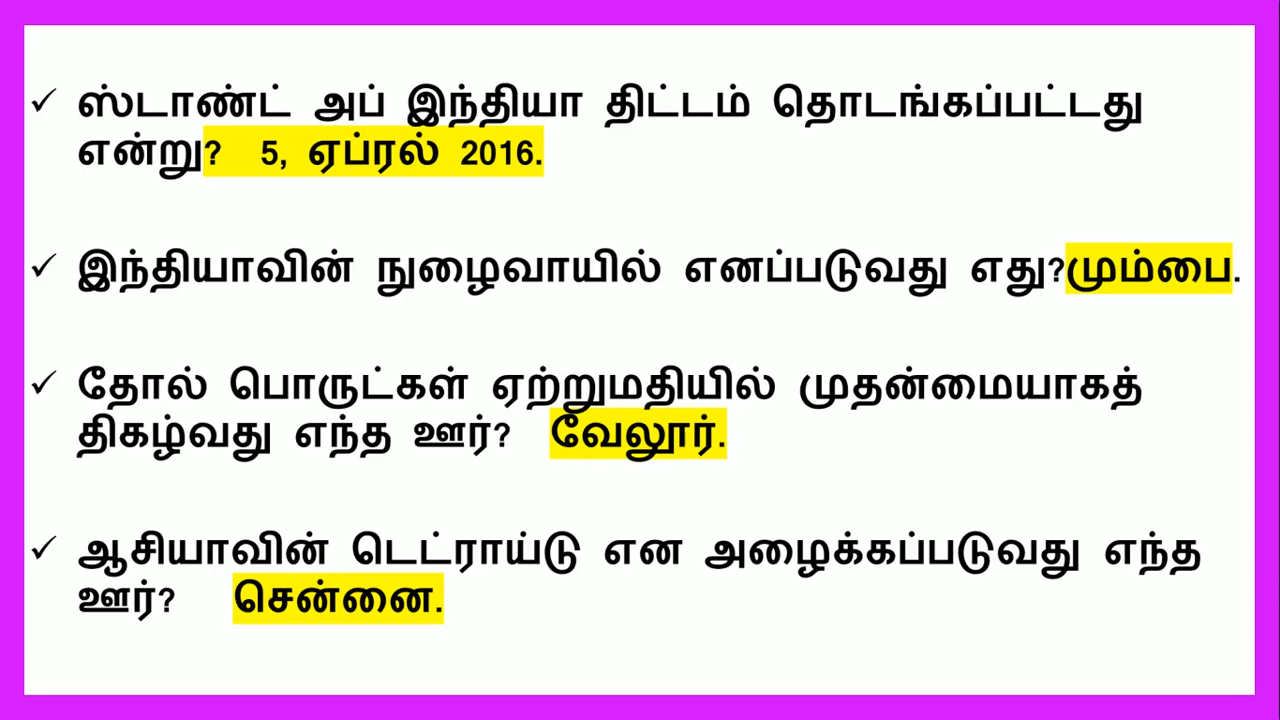 ✓ ஸ்டாண்ட் அப் இந்தியா திட்டம் தொடங்கப்பட்டது
என்று? 5, ஏப்ரல் 2016.
✓ இந்தியாவின் நுழைவாயில் எனப்படுவது எது?மும்பை.
✓ தோல் பொருட்கள் ஏற்றுமதியில் முதன்மையாகத்
திகழ்வது எந்த ஊர்? வேலூர்.
✓ ஆசியாவின் டெட்ராய்டு என அழைக்கப்படுவது எந்த
ஊர்? சென்னை.